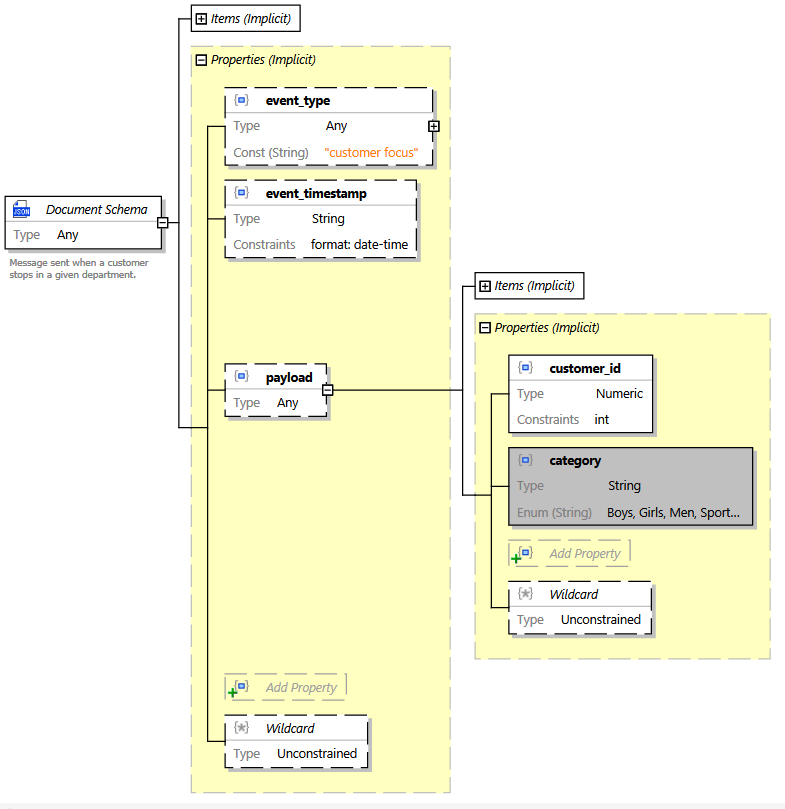 Items (Implicit)
Properties (Implicit)
event_type
Type Any
Const (String) "customer focus"
event_timestamp
Type String
Constraints format: date-time
JSON Document Schema
Type Any
Message sent when a customer
stops in a given department.
payload
Type Any
Add Property
Wildcard
Type Unconstrained
Items (Implicit)
Properties (Implicit)
customer_id
Type Numeric
Constraints int
category
Type String
Enum (String) Boys, Girls, Men, Sport...
Add Property
Wildcard
Type Unconstrained